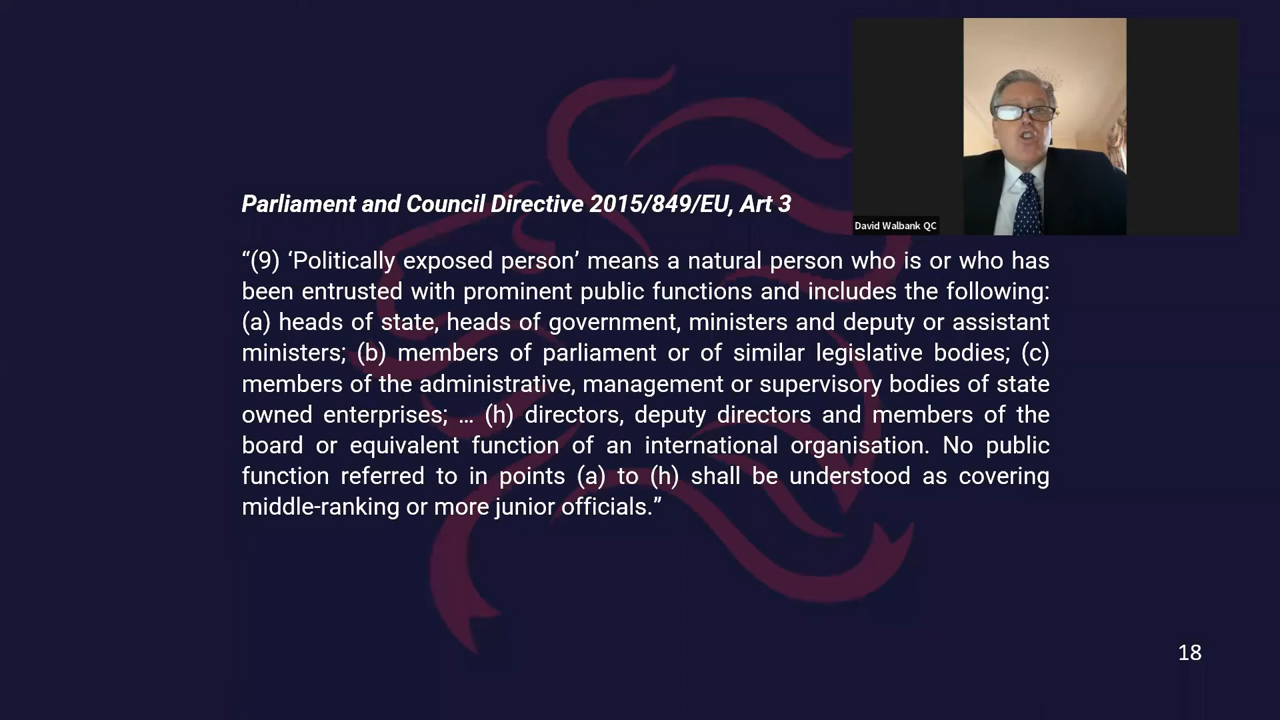 David Walbank QC
Parliament and Council Directive 2015/849/EU, Art 3
“(9) ‘Politically exposed person’ means a natural person who is or who has
been entrusted with prominent public functions and includes the following:
(a) heads of state, heads of government, ministers and deputy or assistant
ministers; (b) members of parliament or of similar legislative bodies; (c)
members of the administrative, management or supervisory bodies of state
owned enterprises; … (h) directors, deputy directors and members of the
board or equivalent function of an international organisation. No public
function referred to in points (a) to (h) shall be understood as covering
middle-ranking or more junior officials.”
18